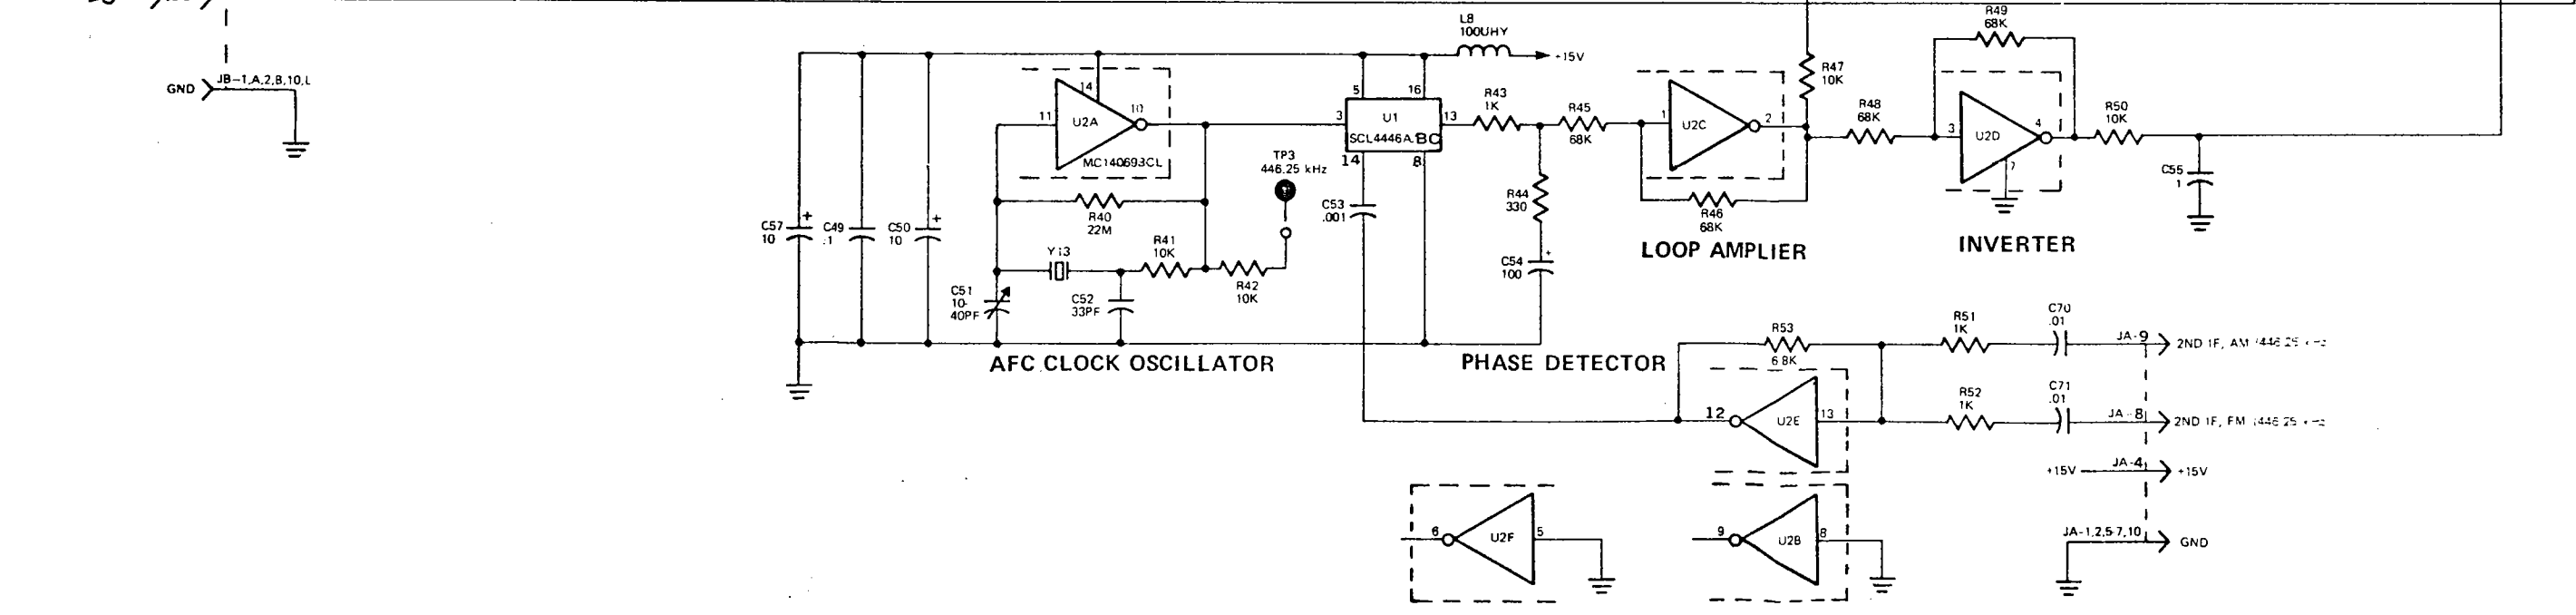 GND
JB-1,A,2,B,10,L
L8
100UHY
+15V
14
11
U2A
10
MC140693CL
R40
22M
C57
10
+
C49
.1
C50
10
+
Y13
R41
10K
R42
10K
C51
10-
40PF
C52
33PF
TP3
446.25 kHz
AFC CLOCK OSCILLATOR
5
16
3
U1
13
SCL4446A,BC
14
8
C53
.001
R43
1K
R44
330
C54
100
+
PHASE DETECTOR
R45
68K
1
U2C
2
R46
68K
LOOP AMPLIER
R47
10K
R48
68K
R49
68K
3
U2D
4
7
INVERTER
R50
10K
C55
1
R53
6.8K
12
U2E
13
R51
1K
C70
.01
JA-9
2ND IF, AM (446.25 kHz
R52
1K
C71
.01
JA-8
2ND IF, FM (446.25 kHz
+15V
JA-4
+15V
JA-1,2,5-7,10
GND
6
U2F
5
9
U2B
8